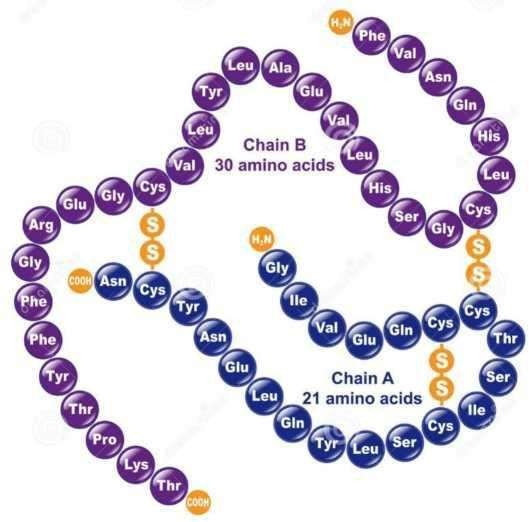 H₂N
Phe
Val
Asn
Gln
His
Leu
Cys
Gly
Ser
His
Leu
Val
Glu
Ala
Leu
Tyr
Leu
Val
Cys
Gly
Glu
Arg
Gly
Phe
Phe
Tyr
Thr
Pro
Lys
Thr
COOH
Chain B
30 amino acids
S
S
S
S
H₂N
Gly
Ile
Val
Glu
Gln
Cys
Cys
Thr
Ser
Ile
Cys
Ser
Leu
Tyr
Gln
Leu
Glu
Asn
Tyr
Cys
Asn
COOH
S
S
Chain A
21 amino acids